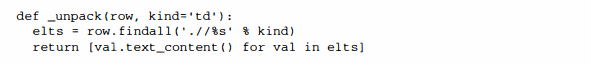 def _unpack(row, kind='td'):
  elts = row.findall('.//%s' % kind)
  return [val.text_content() for val in elts]